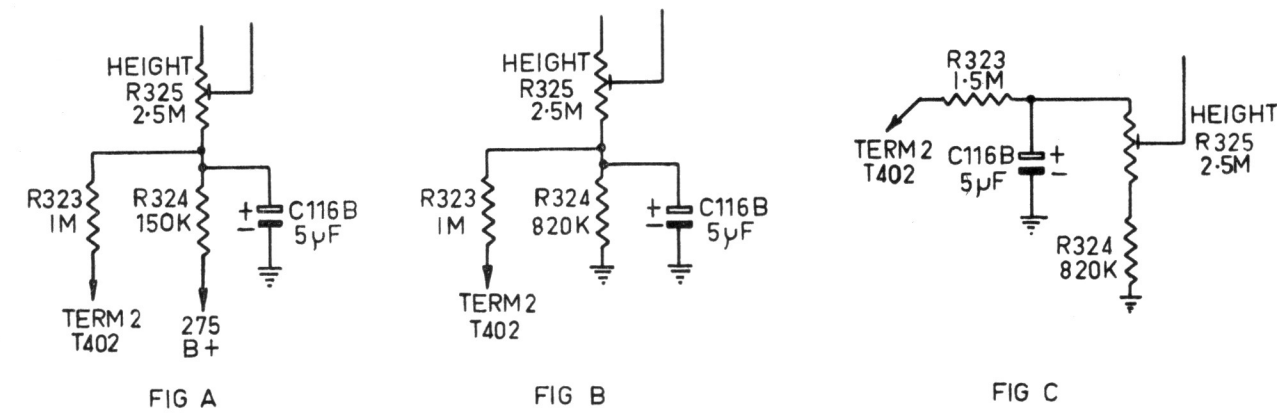 HEIGHT
R325
2·5M
R323
1M
R324
150K
+
−
C116B
5µF
TERM 2
T402
275
B+
FIG A
HEIGHT
R325
2·5M
R323
1M
R324
820K
+
−
C116B
5µF
TERM 2
T402
FIG B
R323
1·5M
TERM 2
T402
C116B
5µF
+
−
HEIGHT
R325
2·5M
R324
820K
FIG C